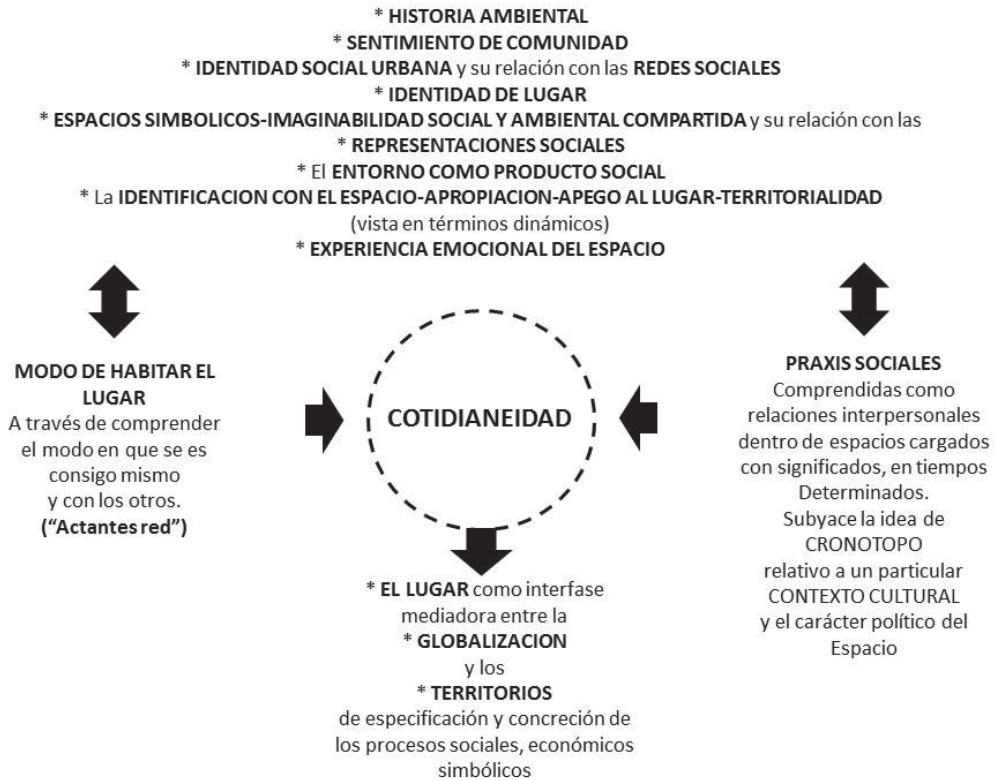 * HISTORIA AMBIENTAL
* SENTIMIENTO DE COMUNIDAD
* IDENTIDAD SOCIAL URBANA y su relación con las REDES SOCIALES
* IDENTIDAD DE LUGAR
* ESPACIOS SIMBOLICOS-IMAGINABILIDAD SOCIAL Y AMBIENTAL COMPARTIDA y su relación con las
* REPRESENTACIONES SOCIALES
* El ENTORNO COMO PRODUCTO SOCIAL
* La IDENTIFICACION CON EL ESPACIO-APROPIACION-APEGO AL LUGAR-TERRITORIALIDAD
(vista en términos dinámicos)
* EXPERIENCIA EMOCIONAL DEL ESPACIO
MODO DE HABITAR EL
LUGAR
A través de comprender
el modo en que se es
consigo mismo
y con los otros.
("Actantes red")
COTIDIANEIDAD
PRAXIS SOCIALES
Comprendidas como
relaciones interpersonales
dentro de espacios cargados
con significados, en tiempos
Determinados.
Subyace la idea de
CRONOTOPO
relativo a un particular
CONTEXTO CULTURAL
y el carácter político del
Espacio
* EL LUGAR como interfase
mediadora entre la
* GLOBALIZACION
y los
* TERRITORIOS
de especificación y concreción de
los procesos sociales, económicos
simbólicos